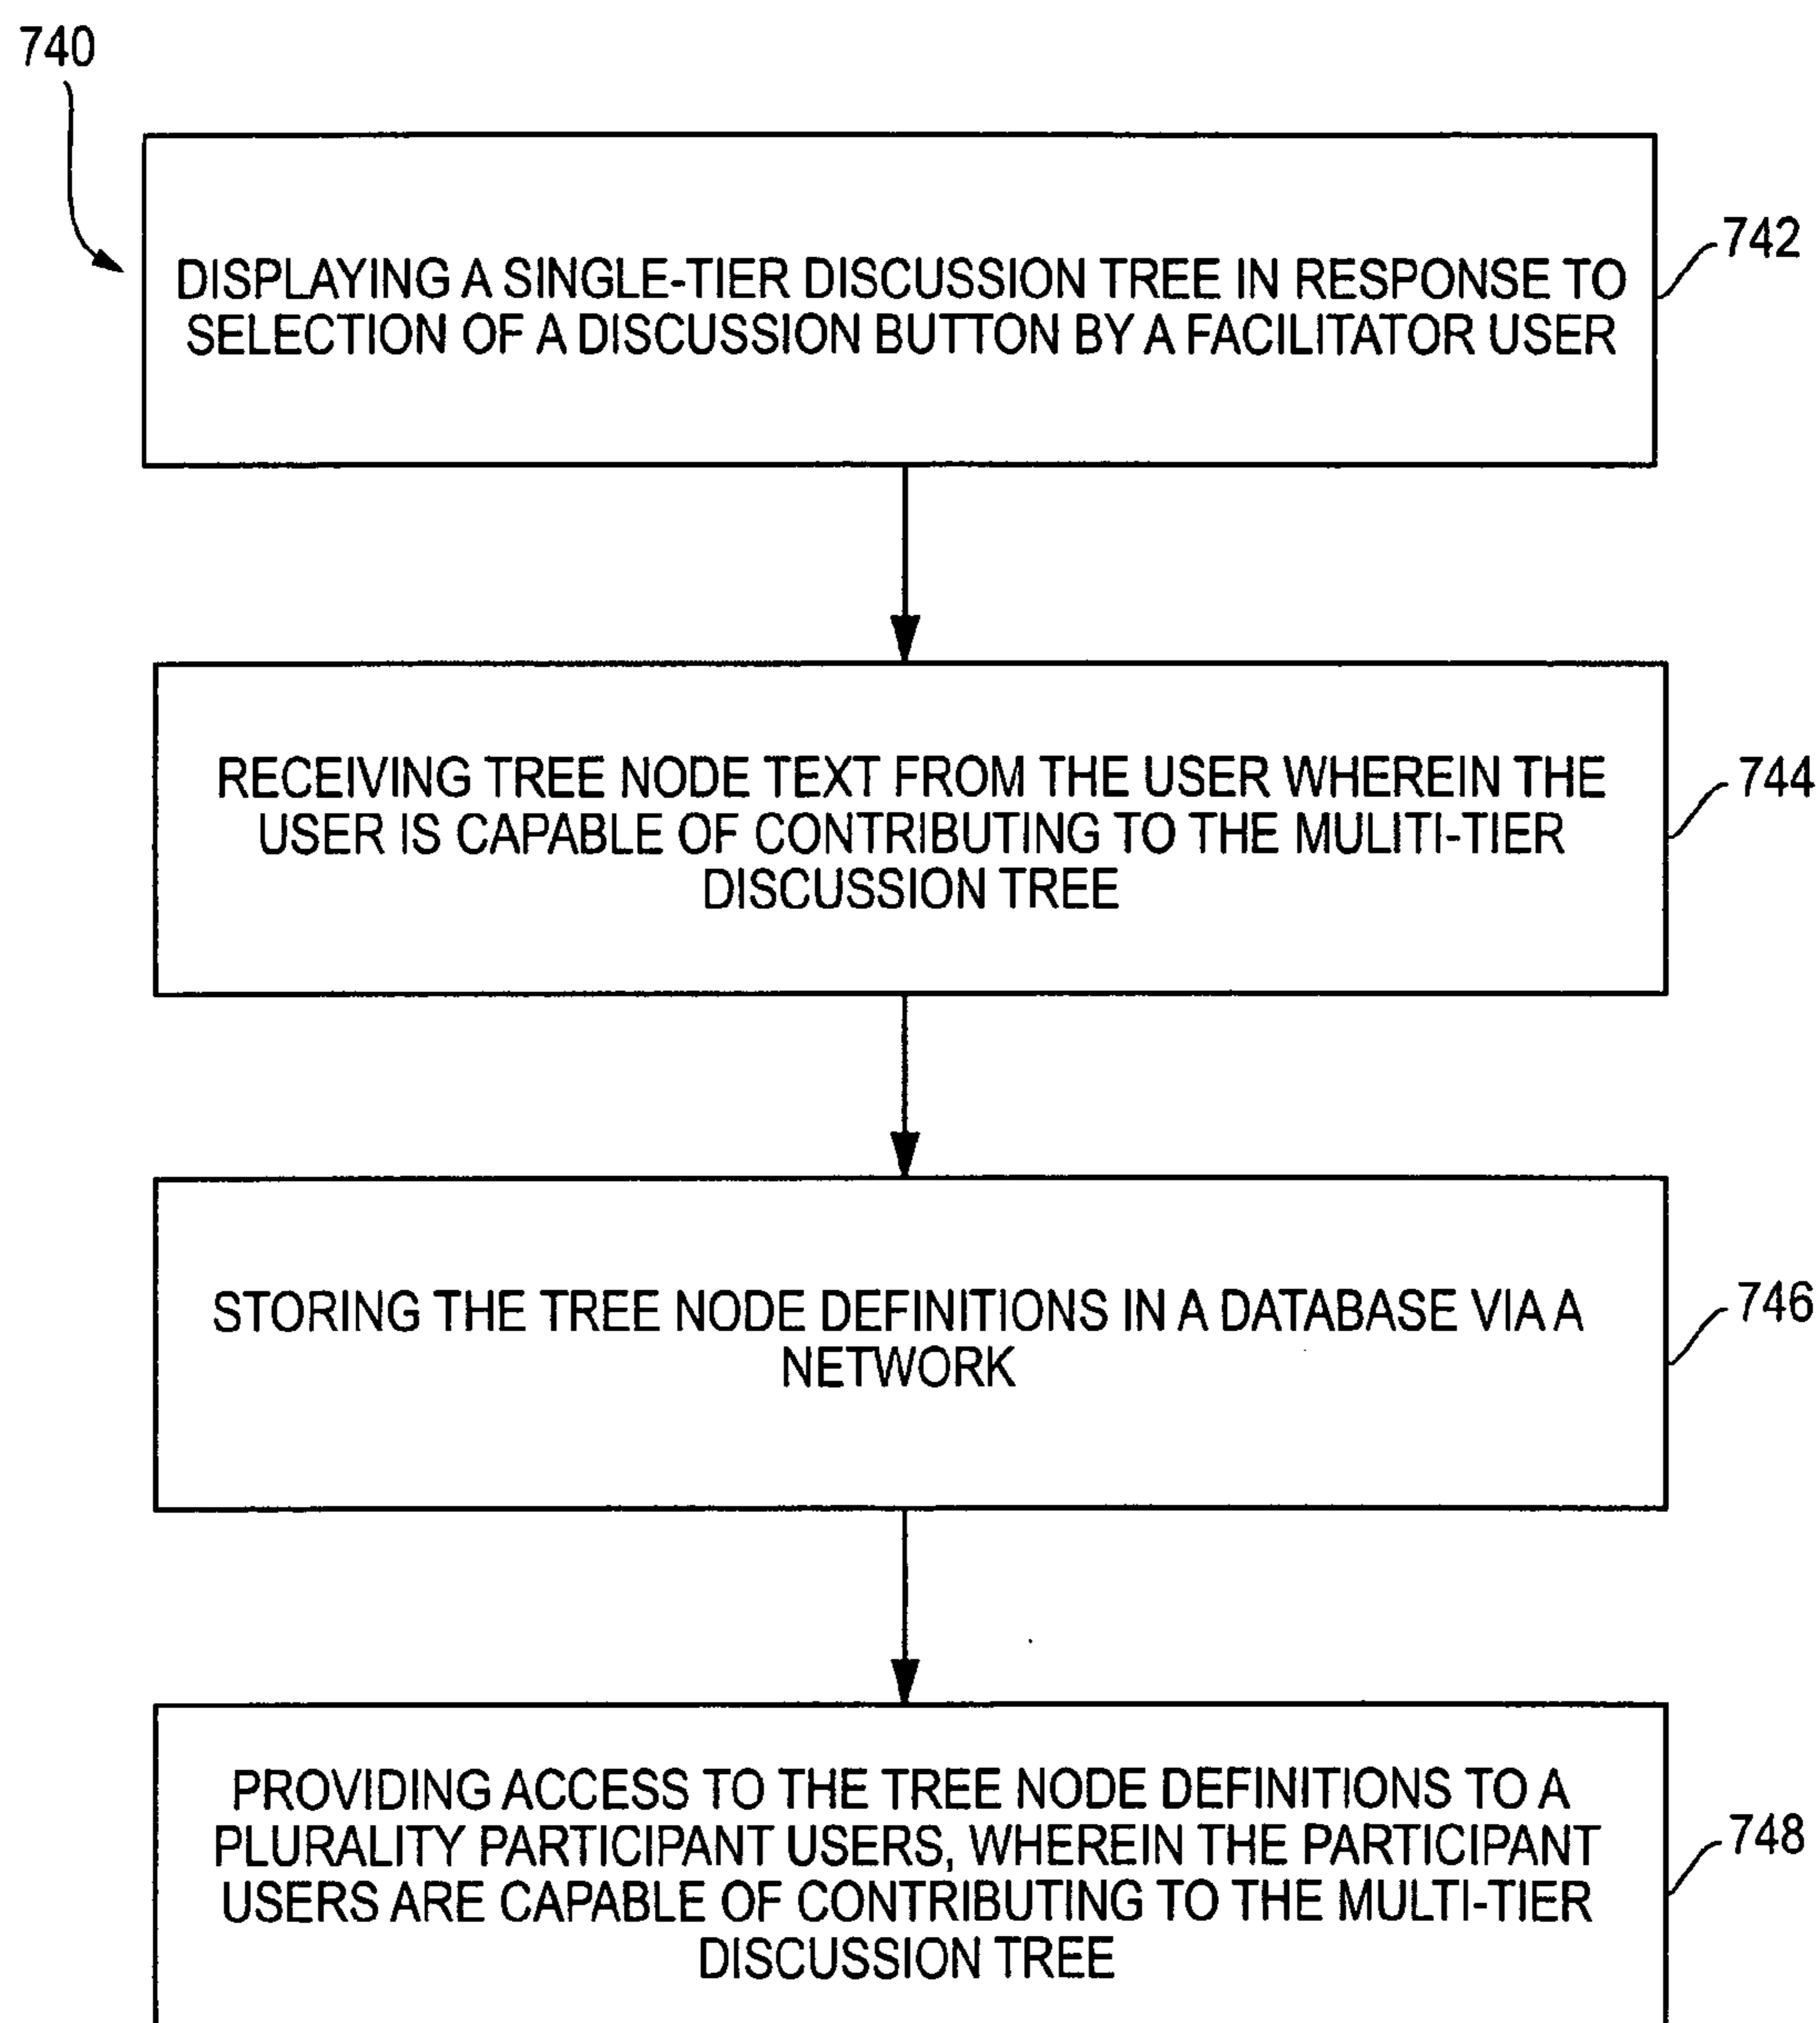 740
DISPLAYING A SINGLE-TIER DISCUSSION TREE IN RESPONSE TO
SELECTION OF A DISCUSSION BUTTON BY A FACILITATOR USER
742
RECEIVING TREE NODE TEXT FROM THE USER WHEREIN THE
USER IS CAPABLE OF CONTRIBUTING TO THE MULITI-TIER
DISCUSSION TREE
744
STORING THE TREE NODE DEFINITIONS IN A DATABASE VIA A
NETWORK
746
PROVIDING ACCESS TO THE TREE NODE DEFINITIONS TO A
PLURALITY PARTICIPANT USERS, WHEREIN THE PARTICIPANT
USERS ARE CAPABLE OF CONTRIBUTING TO THE MULTI-TIER
DISCUSSION TREE
748